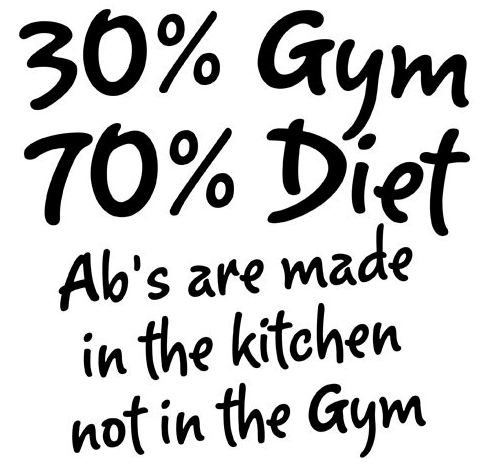 30% Gym
70% Diet
Ab's are made
in the kitchen
not in the Gym